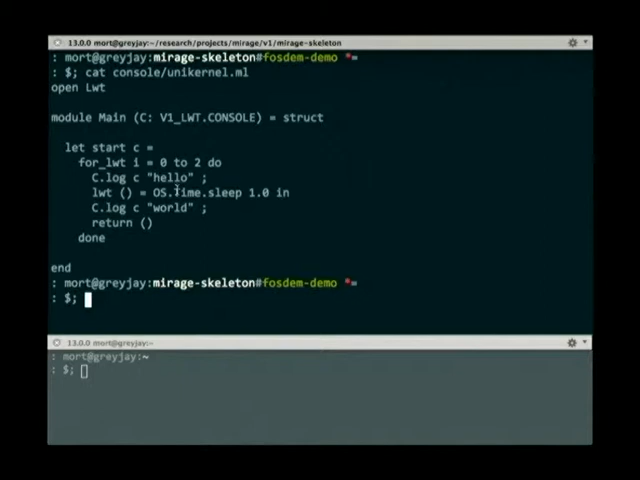 13.0.0 mort@greyjay:~/research/projects/mirage/v1/mirage-skeleton
: mort@greyjay:mirage-skeleton#fosdem-demo *=
: $; cat console/unikernel.ml
open Lwt
module Main (C: V1_LWT.CONSOLE) = struct
let start c =
for_lwt i = 0 to 2 do
C.log c "hello" ;
lwt () = OS.Time.sleep 1.0 in
C.log c "world" ;
return ()
done
end
: mort@greyjay:mirage-skeleton#fosdem-demo *=
: $;
13.0.0 mort@greyjay:~
: mort@greyjay:~
: $;